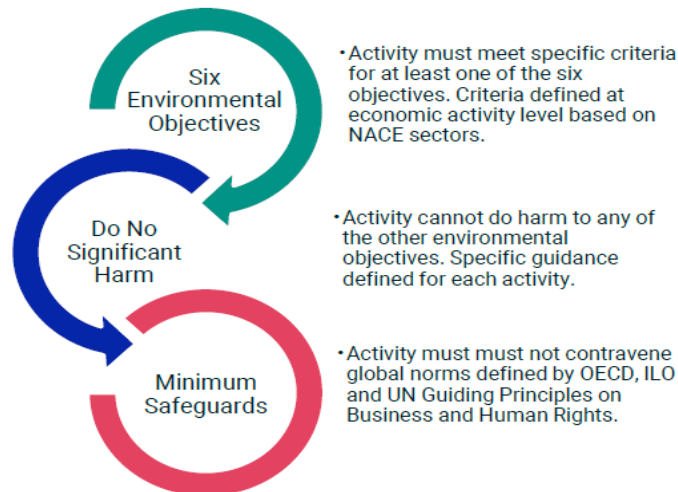 Six
Environmental
Objectives
• Activity must meet specific criteria
for at least one of the six
objectives. Criteria defined at
economic activity level based on
NACE sectors.
Do No
Significant
Harm
• Activity cannot do harm to any of
the other environmental
objectives. Specific guidance
defined for each activity.
Minimum
Safeguards
• Activity must must not contravene
global norms defined by OECD, ILO
and UN Guiding Principles on
Business and Human Rights.